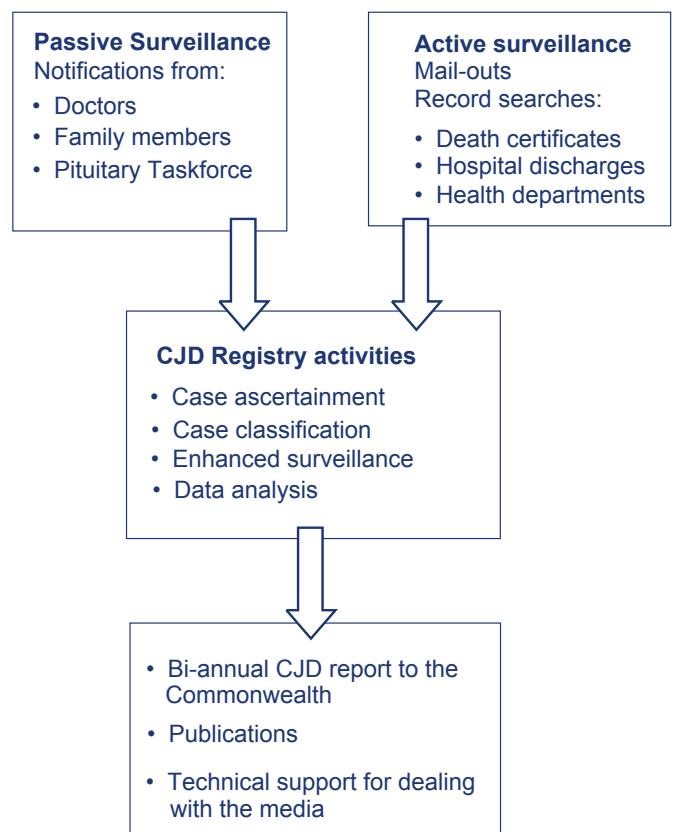 Passive Surveillance
Notifications from:
• Doctors
• Family members
• Pituitary Taskforce
Active surveillance
Mail-outs
Record searches:
• Death certificates
• Hospital discharges
• Health departments
CJD Registry activities
• Case ascertainment
• Case classification
• Enhanced surveillance
• Data analysis
• Bi-annual CJD report to the
Commonwealth
• Publications
• Technical support for dealing
with the media